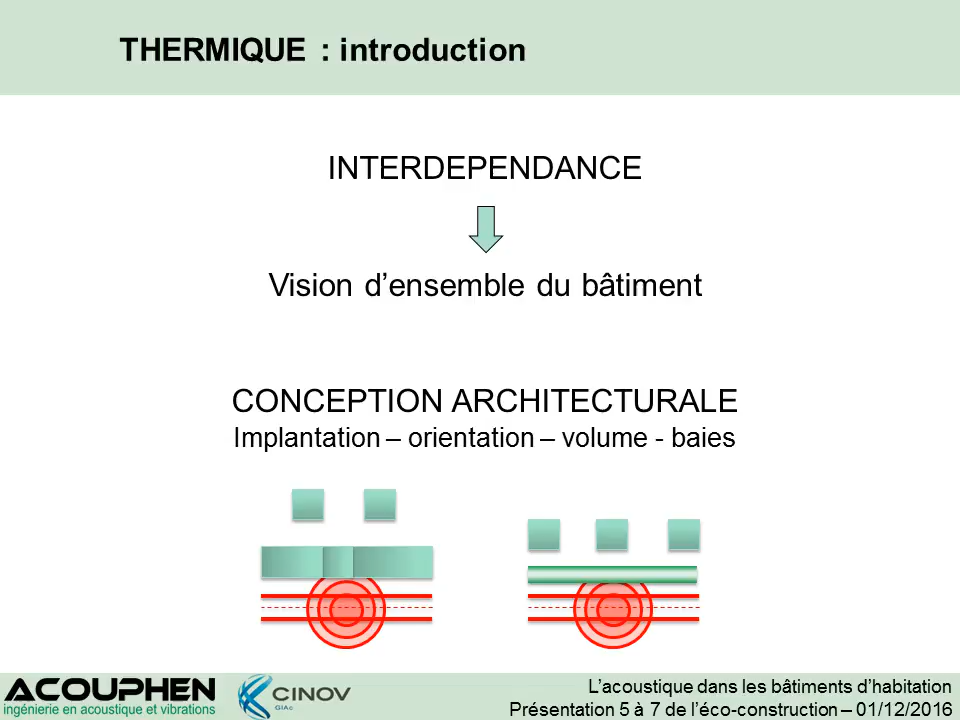 THERMIQUE : introduction
INTERDEPENDANCE
Vision d’ensemble du bâtiment
CONCEPTION ARCHITECTURALE
Implantation – orientation – volume - baies
ACOUPHEN
ingénierie en acoustique et vibrations
CINOV
GIAc
L’acoustique dans les bâtiments d’habitation
Présentation 5 à 7 de l’éco-construction – 01/12/2016